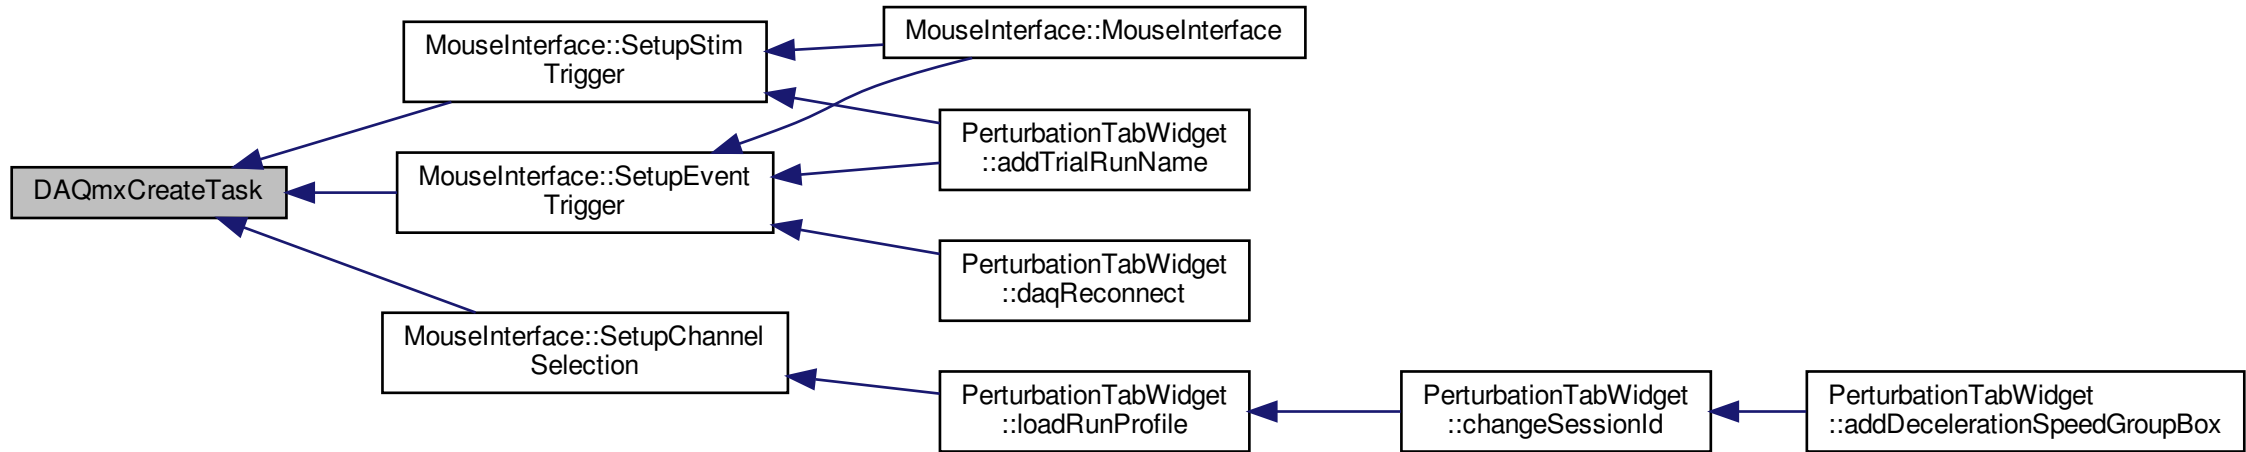 DAQmxCreateTask
MouseInterface::SetupStim
Trigger
MouseInterface::SetupEvent
Trigger
MouseInterface::SetupChannel
Selection
MouseInterface::MouseInterface
PerturbationTabWidget
::addTrialRunName
PerturbationTabWidget
::daqReconnect
PerturbationTabWidget
::loadRunProfile
PerturbationTabWidget
::changeSessionId
PerturbationTabWidget
::addDecelerationSpeedGroupBox